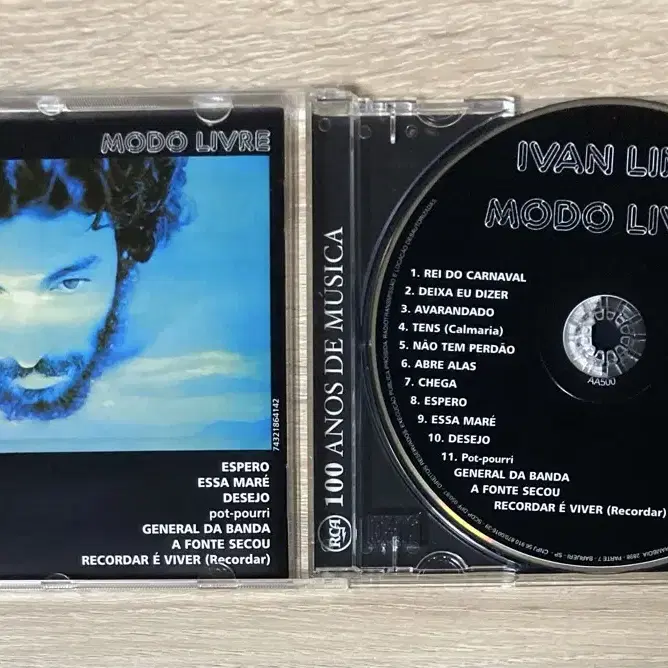 MODO LIVRE
74321864142
ESPERO
ESSA MARÉ
DESEJO
pot-pourri
GENERAL DA BANDA
A FONTE SECOU
RECORDAR É VIVER (Recordar)
RCA 100 ANOS DE MÚSICA
IVAN LI
MODO LIV
1. REI DO CARNAVAL
2. DEIXA EU DIZER
3. AVARANDADO
4. TENS (Calmaria)
5. NÃO TEM PERDÃO
6. ABRE ALAS
7. CHEGA
8. ESPERO
9. ESSA MARÉ
10. DESEJO
11. Pot-pourri
GENERAL DA BANDA
A FONTE SECOU
RECORDAR É VIVER (Recordar)
AA500